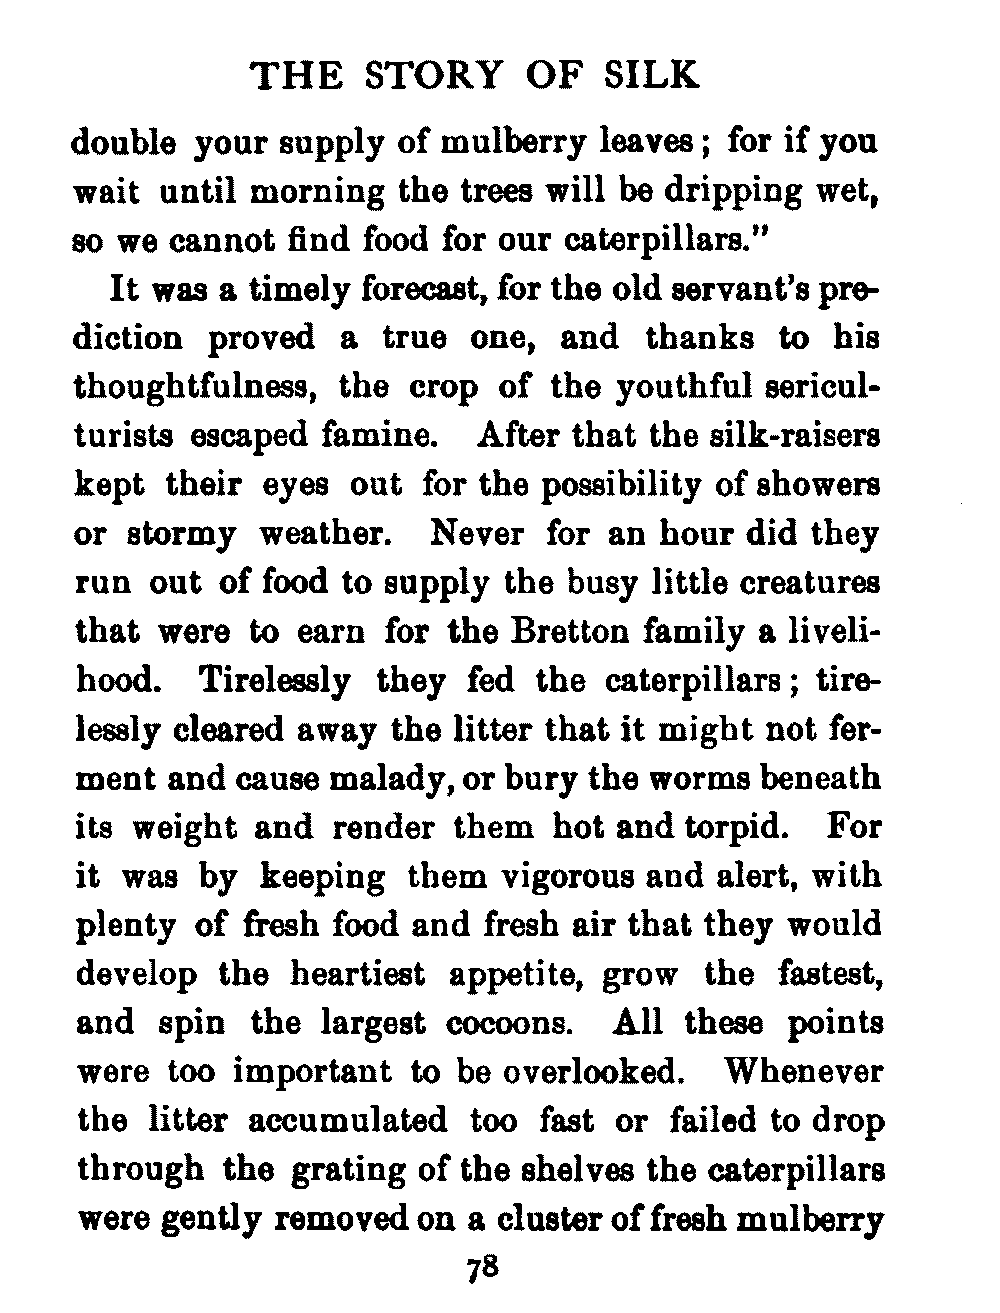 THE STORY OF SILK
double your supply of mulberry leaves; for if you
wait until morning the trees will be dripping wet,
so we cannot find food for our caterpillars."
It was a timely forecast, for the old servant's pre-
diction proved a true one, and thanks to his
thoughtfulness, the crop of the youthful sericul-
turists escaped famine. After that the silk-raisers
kept their eyes out for the possibility of showers
or stormy weather. Never for an hour did they
run out of food to supply the busy little creatures
that were to earn for the Bretton family a liveli-
hood. Tirelessly they fed the caterpillars; tire-
lessly cleared away the litter that it might not fer-
ment and cause malady, or bury the worms beneath
its weight and render them hot and torpid. For
it was by keeping them vigorous and alert, with
plenty of fresh food and fresh air that they would
develop the heartiest appetite, grow the fastest,
and spin the largest cocoons. All these points
were too important to be overlooked. Whenever
the litter accumulated too fast or failed to drop
through the grating of the shelves the caterpillars
were gently removed on a cluster of fresh mulberry
78